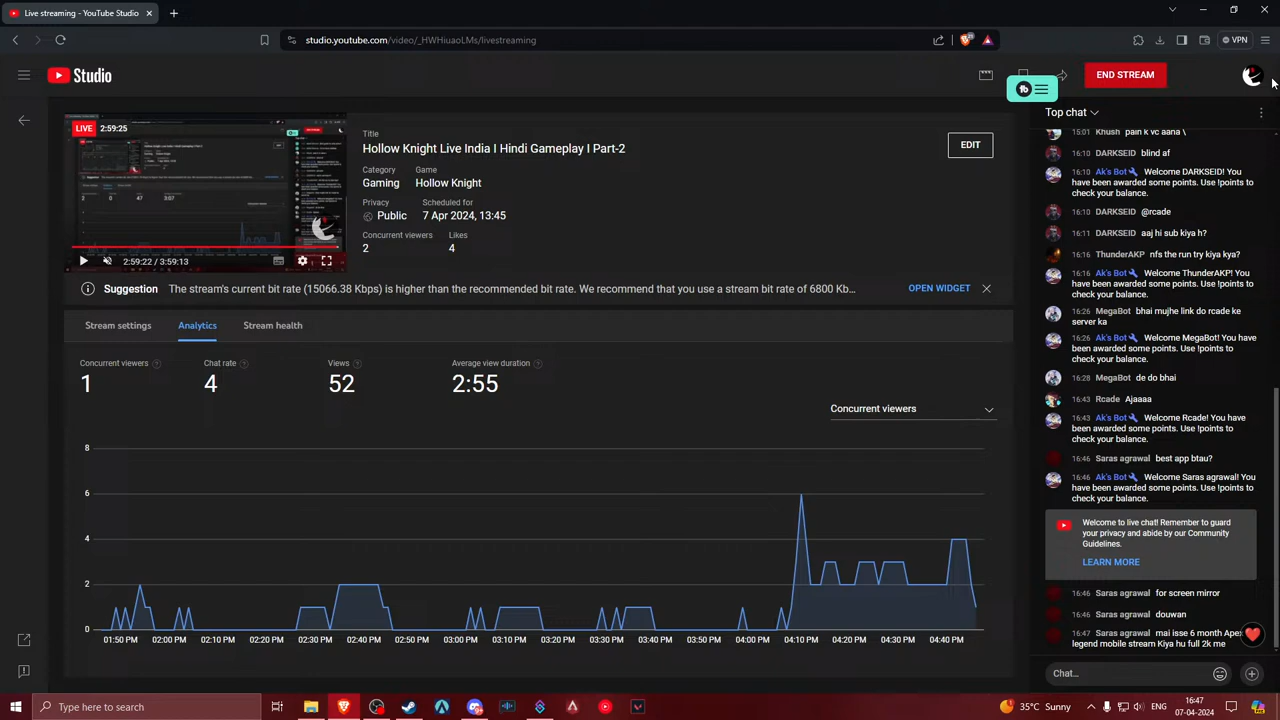 Live streaming - YouTube Studio
studio.youtube.com/video/_HWHiuaoLMs/livestreaming
VPN
Studio
END STREAM
LIVE 2:59:25
2:59:22 / 3:59:13
Title
Hollow Knight Live India I Hindi Gameplay I Part-2
EDIT
Category
Game
Gaming
Hollow Knight
Privacy
Scheduled for
Public
7 Apr 2024, 13:45
Concurrent viewers
Likes
2
4
Suggestion The stream's current bit rate (15066.38 Kbps) is higher than the recommended bit rate. We recommend that you use a stream bit rate of 6800 Kb...
OPEN WIDGET
Stream settings
Analytics
Stream health
Concurrent viewers
Chat rate
Views
Average view duration
1
4
52
2:55
Concurrent viewers
8
6
4
2
0
01:50 PM 02:00 PM 02:10 PM 02:20 PM 02:30 PM 02:40 PM 02:50 PM 03:00 PM 03:10 PM 03:20 PM 03:30 PM 03:40 PM 03:50 PM 04:00 PM 04:10 PM 04:20 PM 04:30 PM 04:40 PM
Top chat
15:01 Khush pain k vc aaria \
16:10 DARKSEID blind af
16:10 Ak's Bot Welcome DARKSEID! You
have been awarded some points. Use !points to
check your balance.
16:10 DARKSEID @rcade
16:11 DARKSEID aaj hi sub kiya h?
16:16 ThunderAKP nfs the run try kiya kya?
16:16 Ak's Bot Welcome ThunderAKP! You
have been awarded some points. Use !points to
check your balance.
16:26 MegaBot bhai mujhe link do rcade ke
server ka
16:26 Ak's Bot Welcome MegaBot! You have
been awarded some points. Use !points to
check your balance.
16:28 MegaBot de do bhai
16:43 Rcade Ajaaaa
16:43 Ak's Bot Welcome Rcade! You have
been awarded some points. Use !points to
check your balance.
16:46 Saras agrawal best app btau?
16:46 Ak's Bot Welcome Saras agrawal! You
have been awarded some points. Use !points to
check your balance.
Welcome to live chat! Remember to guard
your privacy and abide by our Community
Guidelines.
LEARN MORE
16:46 Saras agrawal for screen mirror
16:46 Saras agrawal douwan
16:47 Saras agrawal mai isse 6 month Apex
legend mobile stream Kiya hu full 2k me
Chat...
Type here to search
35°C Sunny
ENG
16:47
07-04-2024